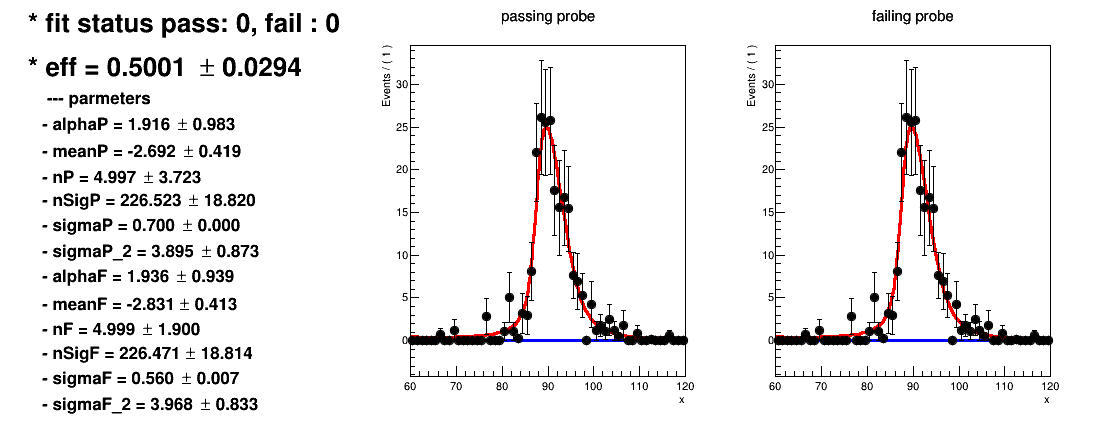 * fit status pass: 0, fail : 0
* eff = 0.5001 ± 0.0294
--- parmeters
- alphaP = 1.916 ± 0.983
- meanP = -2.692 ± 0.419
- nP = 4.997 ± 3.723
- nSigP = 226.523 ± 18.820
- sigmaP = 0.700 ± 0.000
- sigmaP_2 = 3.895 ± 0.873
- alphaF = 1.936 ± 0.939
- meanF = -2.831 ± 0.413
- nF = 4.999 ± 1.900
- nSigF = 226.471 ± 18.814
- sigmaF = 0.560 ± 0.007
- sigmaF_2 = 3.968 ± 0.833
passing probe
Events / ( 1 )
30
25
20
15
10
5
0
60 70 80 90 100 110 120
x
failing probe
Events / ( 1 )
30
25
20
15
10
5
0
60 70 80 90 100 110 120
x